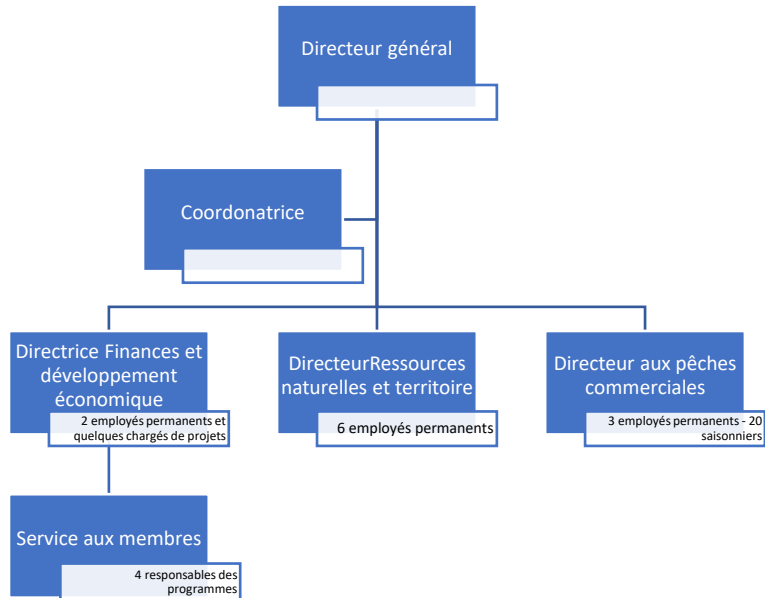 Directeur général
Coordonatrice
Directrice Finances et
développement
économique
2 employés permanents et
quelques chargés de projets
DirecteurRessources
naturelles et territoire
6 employés permanents
Directeur aux pêches
commerciales
3 employés permanents - 20
saisonniers
Service aux membres
4 responsables des
programmes